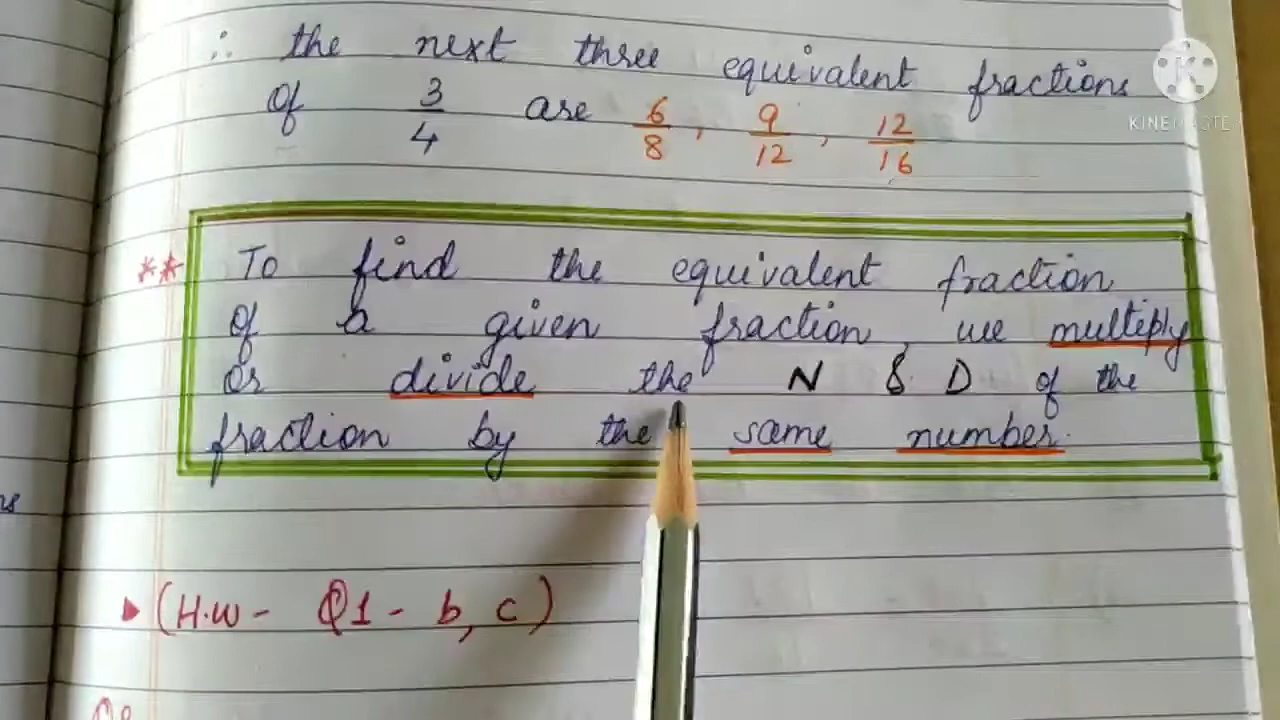 ∴ the next three equivalent fractions
of 3/4 are 6/8, 9/12, 12/16
** To find the equivalent fraction
of a given fraction, we multiply
or divide the N & D of the
fraction by the same number.
▶ (H.W - Q1 - b, c)
KINEMASTER